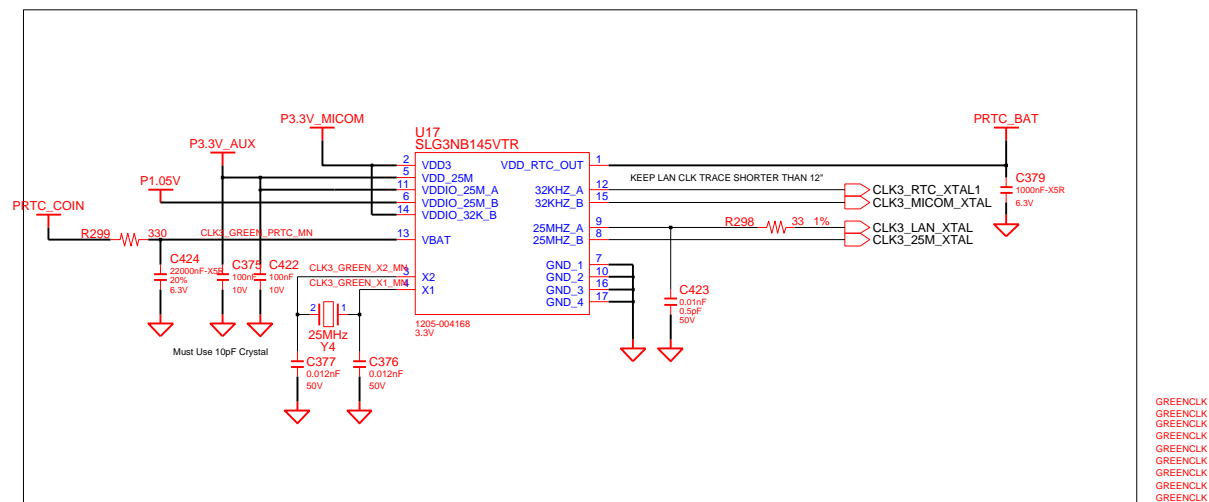 P3.3V_MICOM
PRTC_BAT
U17
SLG3NB145VTR
P3.3V_AUX
P1.05V
PRTC_COIN
2 VDD3
5 VDD_25M
11 VDDIO_25M_A
6 VDDIO_25M_B
14 VDDIO_32K_B
13 VBAT
3 X2
4 X1
VDD_RTC_OUT 1
32KHZ_A 12
32KHZ_B 15
25MHZ_A 9
25MHZ_B 8
GND_1 7
GND_2 10
GND_3 16
GND_4 17
1205-004168
3.3V
KEEP LAN CLK TRACE SHORTER THAN 12"
CLK3_RTC_XTAL1
CLK3_MICOM_XTAL
R298 33 1%
CLK3_LAN_XTAL
CLK3_25M_XTAL
C379
1000nF-X5R
6.3V
R299 330
CLK3_GREEN_PRTC_MN
C424
22000nF-X5R
20%
6.3V
C375
100nF
10V
C422
100nF
10V
CLK3_GREEN_X2_MN
CLK3_GREEN_X1_MN
2 1
25MHz
Y4
Must Use 10pF Crystal
C377
0.012nF
50V
C376
0.012nF
50V
C423
0.01nF
0.5pF
50V
GREENCLK
GREENCLK
GREENCLK
GREENCLK
GREENCLK
GREENCLK
GREENCLK
GREENCLK
GREENCLK